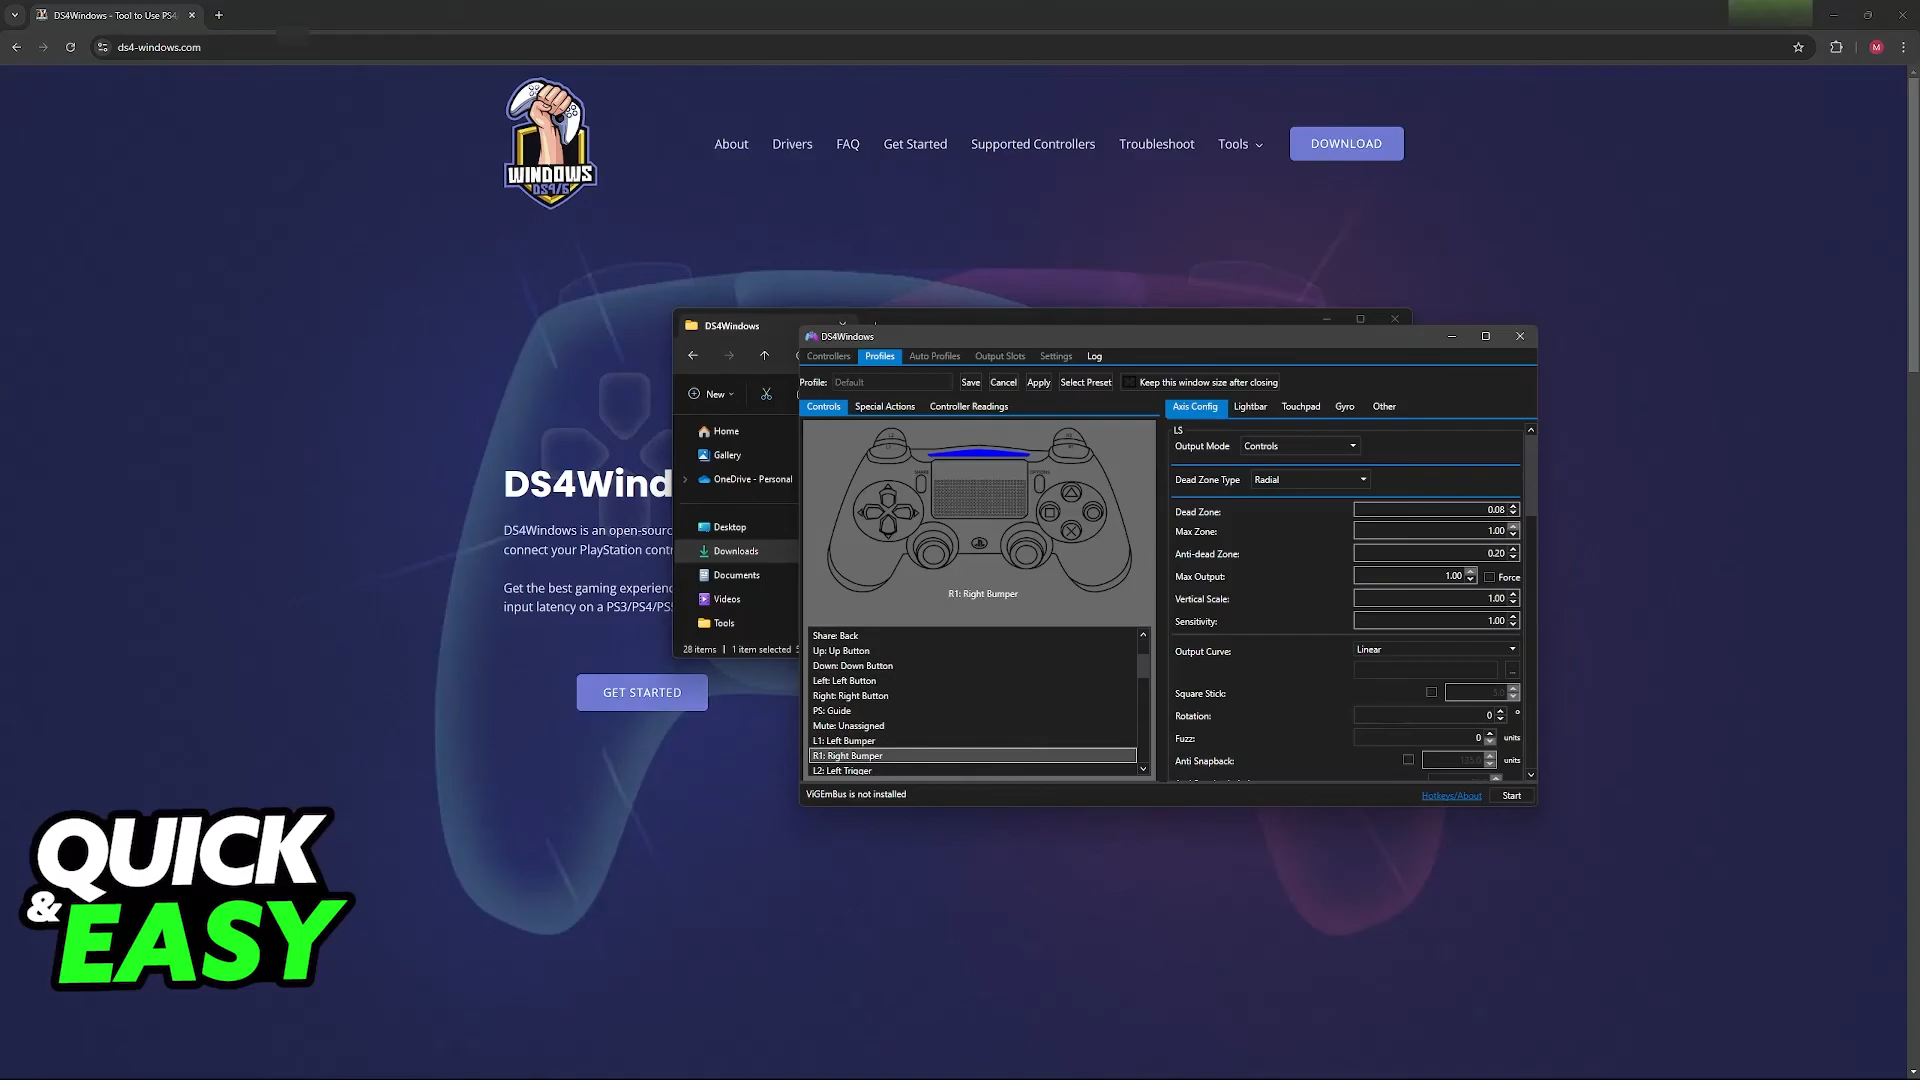 DS4Windows - Tool to Use PS4
ds4-windows.com
M
WINDOWS
DS4/5
About
Drivers
FAQ
Get Started
Supported Controllers
Troubleshoot
Tools
DOWNLOAD
DS4Wind
DS4Windows is an open-sourc
connect your PlayStation contr
Get the best gaming experienc
input latency on a PS3/PS4/PS5
GET STARTED
DS4Windows
New
Home
Gallery
OneDrive - Personal
Desktop
Downloads
Documents
Videos
Tools
28 items | 1 item selected
DS4Windows
Controllers
Profiles
Auto Profiles
Output Slots
Settings
Log
Profile: Default
Save
Cancel
Apply
Select Preset
Keep this window size after closing
Controls
Special Actions
Controller Readings
SHARE
OPTIONS
R1: Right Bumper
Share: Back
Up: Up Button
Down: Down Button
Left: Left Button
Right: Right Button
PS: Guide
Mute: Unassigned
L1: Left Bumper
R1: Right Bumper
L2: Left Trigger
Axis Config
Lightbar
Touchpad
Gyro
Other
LS
Output Mode Controls
Dead Zone Type Radial
Dead Zone: 0.08
Max Zone: 1.00
Anti-dead Zone: 0.20
Max Output: 1.00 Force
Vertical Scale: 1.00
Sensitivity: 1.00
Output Curve: Linear
...
Square Stick: 5.0
Rotation: 0 °
Fuzz: 0 units
Anti Snapback: 135.0 units
ViGEmBus is not installed
Hotkeys/About
Start
QUICK
& EASY